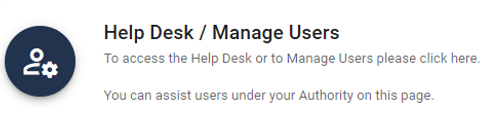 Help Desk / Manage Users
To access the Help Desk or to Manage Users please click here.
You can assist users under your Authority on this page.